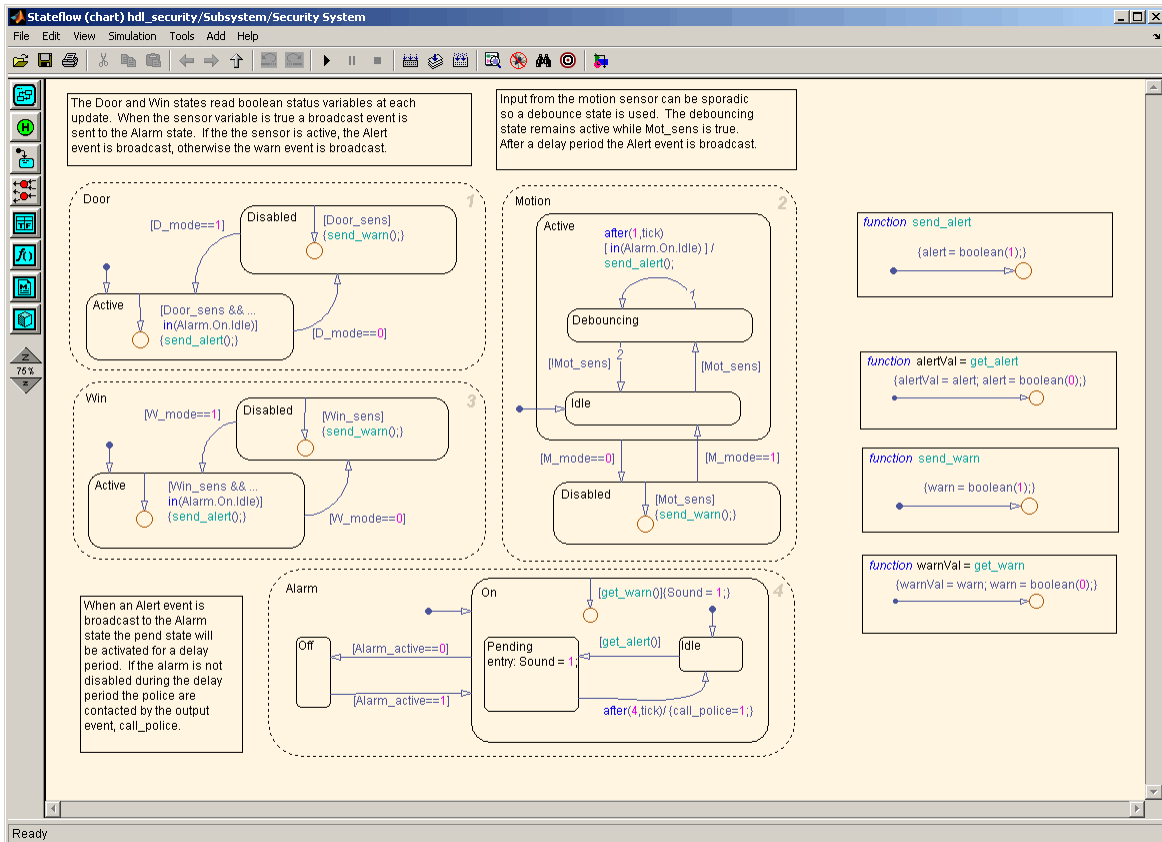 Stateflow (chart) hdl_security/Subsystem/Security System
File Edit View Simulation Tools Add Help
75%
The Door and Win states read boolean status variables at each
update. When the sensor variable is true a broadcast event is
sent to the Alarm state. If the the sensor is active, the Alert
event is broadcast, otherwise the warn event is broadcast.
Input from the motion sensor can be sporadic
so a debounce state is used. The debouncing
state remains active while Mot_sens is true.
After a delay period the Alert event is broadcast.
Door
1
[D_mode==1]
Disabled
[Door_sens]
{send_warn();}
Active
[Door_sens && ...
in(Alarm.On.Idle)]
{send_alert();}
[D_mode==0]
Motion
2
Active
after(1,tick)
[ in(Alarm.On.Idle) ] /
send_alert();
1
Debouncing
2
[!Mot_sens]
[Mot_sens]
Idle
[M_mode==0]
[M_mode==1]
Disabled
[Mot_sens]
{send_warn();}
function send_alert
{alert = boolean(1);}
function alertVal = get_alert
{alertVal = alert; alert = boolean(0);}
function send_warn
{warn = boolean(1);}
function warnVal = get_warn
{warnVal = warn; warn = boolean(0);}
Win
3
[W_mode==1]
Disabled
[Win_sens]
{send_warn();}
Active
[Win_sens && ...
in(Alarm.On.Idle)]
{send_alert();}
[W_mode==0]
When an Alert event is
broadcast to the Alarm
state the pend state will
be activated for a delay
period. If the alarm is not
disabled during the delay
period the police are
contacted by the output
event, call_police.
Alarm
4
On
[get_warn()]{Sound = 1;}
Off
[Alarm_active==0]
[Alarm_active==1]
Pending
entry: Sound = 1;
[get_alert()]
Idle
after(4,tick)/ {call_police=1;}
Ready